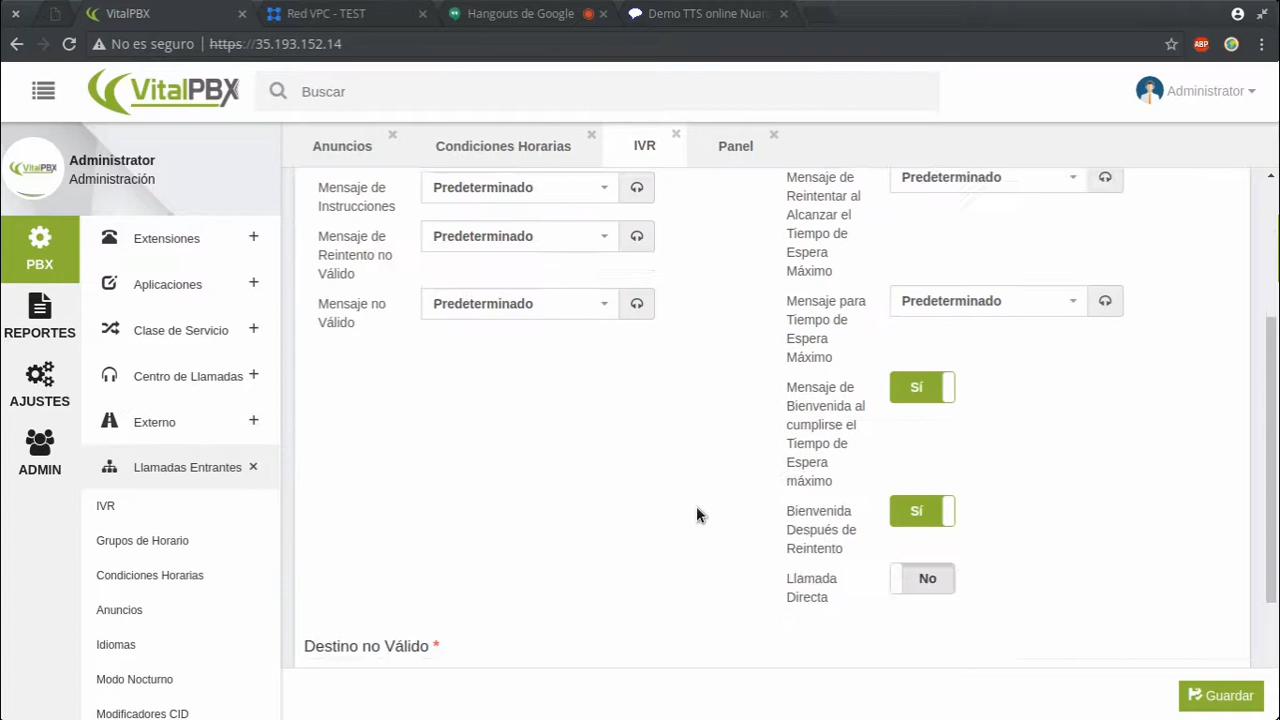 VitalPBX
Red VPC - TEST
Hangouts de Google
Demo TTS online Nuan
No es seguro
https://35.193.152.14
ABP
VitalPBX
Buscar
Administrator
Administrator
Administración
Anuncios
Condiciones Horarias
IVR
Panel
PBX
REPORTES
AJUSTES
ADMIN
Extensiones +
Aplicaciones +
Clase de Servicio +
Centro de Llamadas +
Externo +
Llamadas Entrantes ×
IVR
Grupos de Horario
Condiciones Horarias
Anuncios
Idiomas
Modo Nocturno
Modificadores CID
Mensaje de
Instrucciones
Predeterminado
Mensaje de
Reintento no
Válido
Predeterminado
Mensaje no
Válido
Predeterminado
Mensaje de
Reintentar al
Alcanzar el
Tiempo de
Espera
Máximo
Predeterminado
Mensaje para
Tiempo de
Espera
Máximo
Predeterminado
Mensaje de
Bienvenida al
cumplirse el
Tiempo de
Espera
máximo
Sí
Bienvenida
Después de
Reintento
Sí
Llamada
Directa
No
Destino no Válido *
Guardar